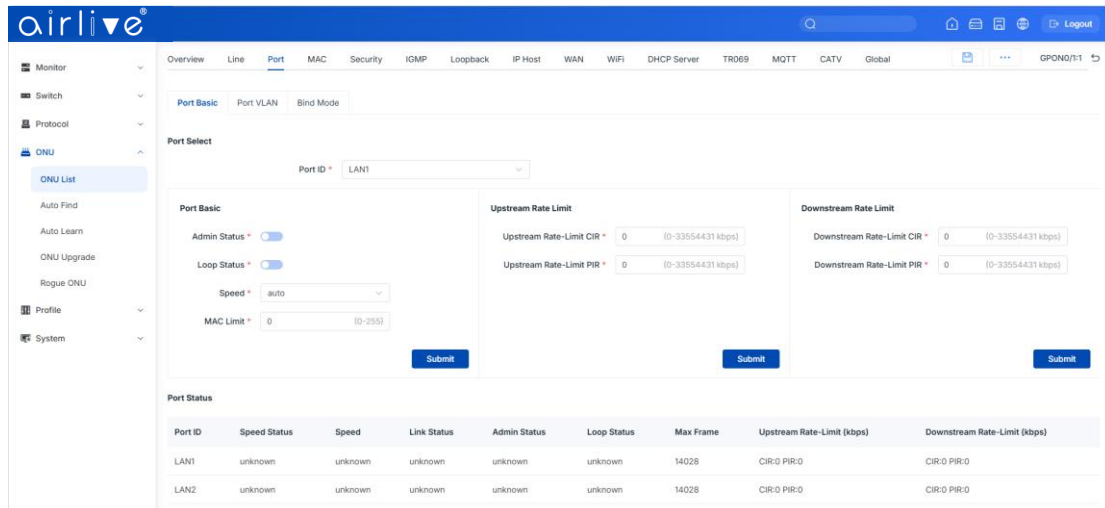 airlive®
Logout
Overview Line Port MAC Security IGMP Loopback IP Host WAN WiFi DHCP Server TR069 MQTT CATV Global ... GPON0/1:1
Monitor
Switch
Protocol
ONU
ONU List
Auto Find
Auto Learn
ONU Upgrade
Rogue ONU
Profile
System
Port Basic Port VLAN Bind Mode
Port Select
Port ID * LAN1
Port Basic
Admin Status *
Loop Status *
Speed * auto
MAC Limit * 0 (0-255)
Submit
Upstream Rate Limit
Upstream Rate-Limit CIR * 0 (0-33554431 kbps)
Upstream Rate-Limit PIR * 0 (0-33554431 kbps)
Submit
Downstream Rate Limit
Downstream Rate-Limit CIR * 0 (0-33554431 kbps)
Downstream Rate-Limit PIR * 0 (0-33554431 kbps)
Submit
Port Status
Port ID Speed Status Speed Link Status Admin Status Loop Status Max Frame Upstream Rate-Limit (kbps) Downstream Rate-Limit (kbps)
LAN1 unknown unknown unknown unknown unknown 14028 CIR:0 PIR:0 CIR:0 PIR:0
LAN2 unknown unknown unknown unknown unknown 14028 CIR:0 PIR:0 CIR:0 PIR:0